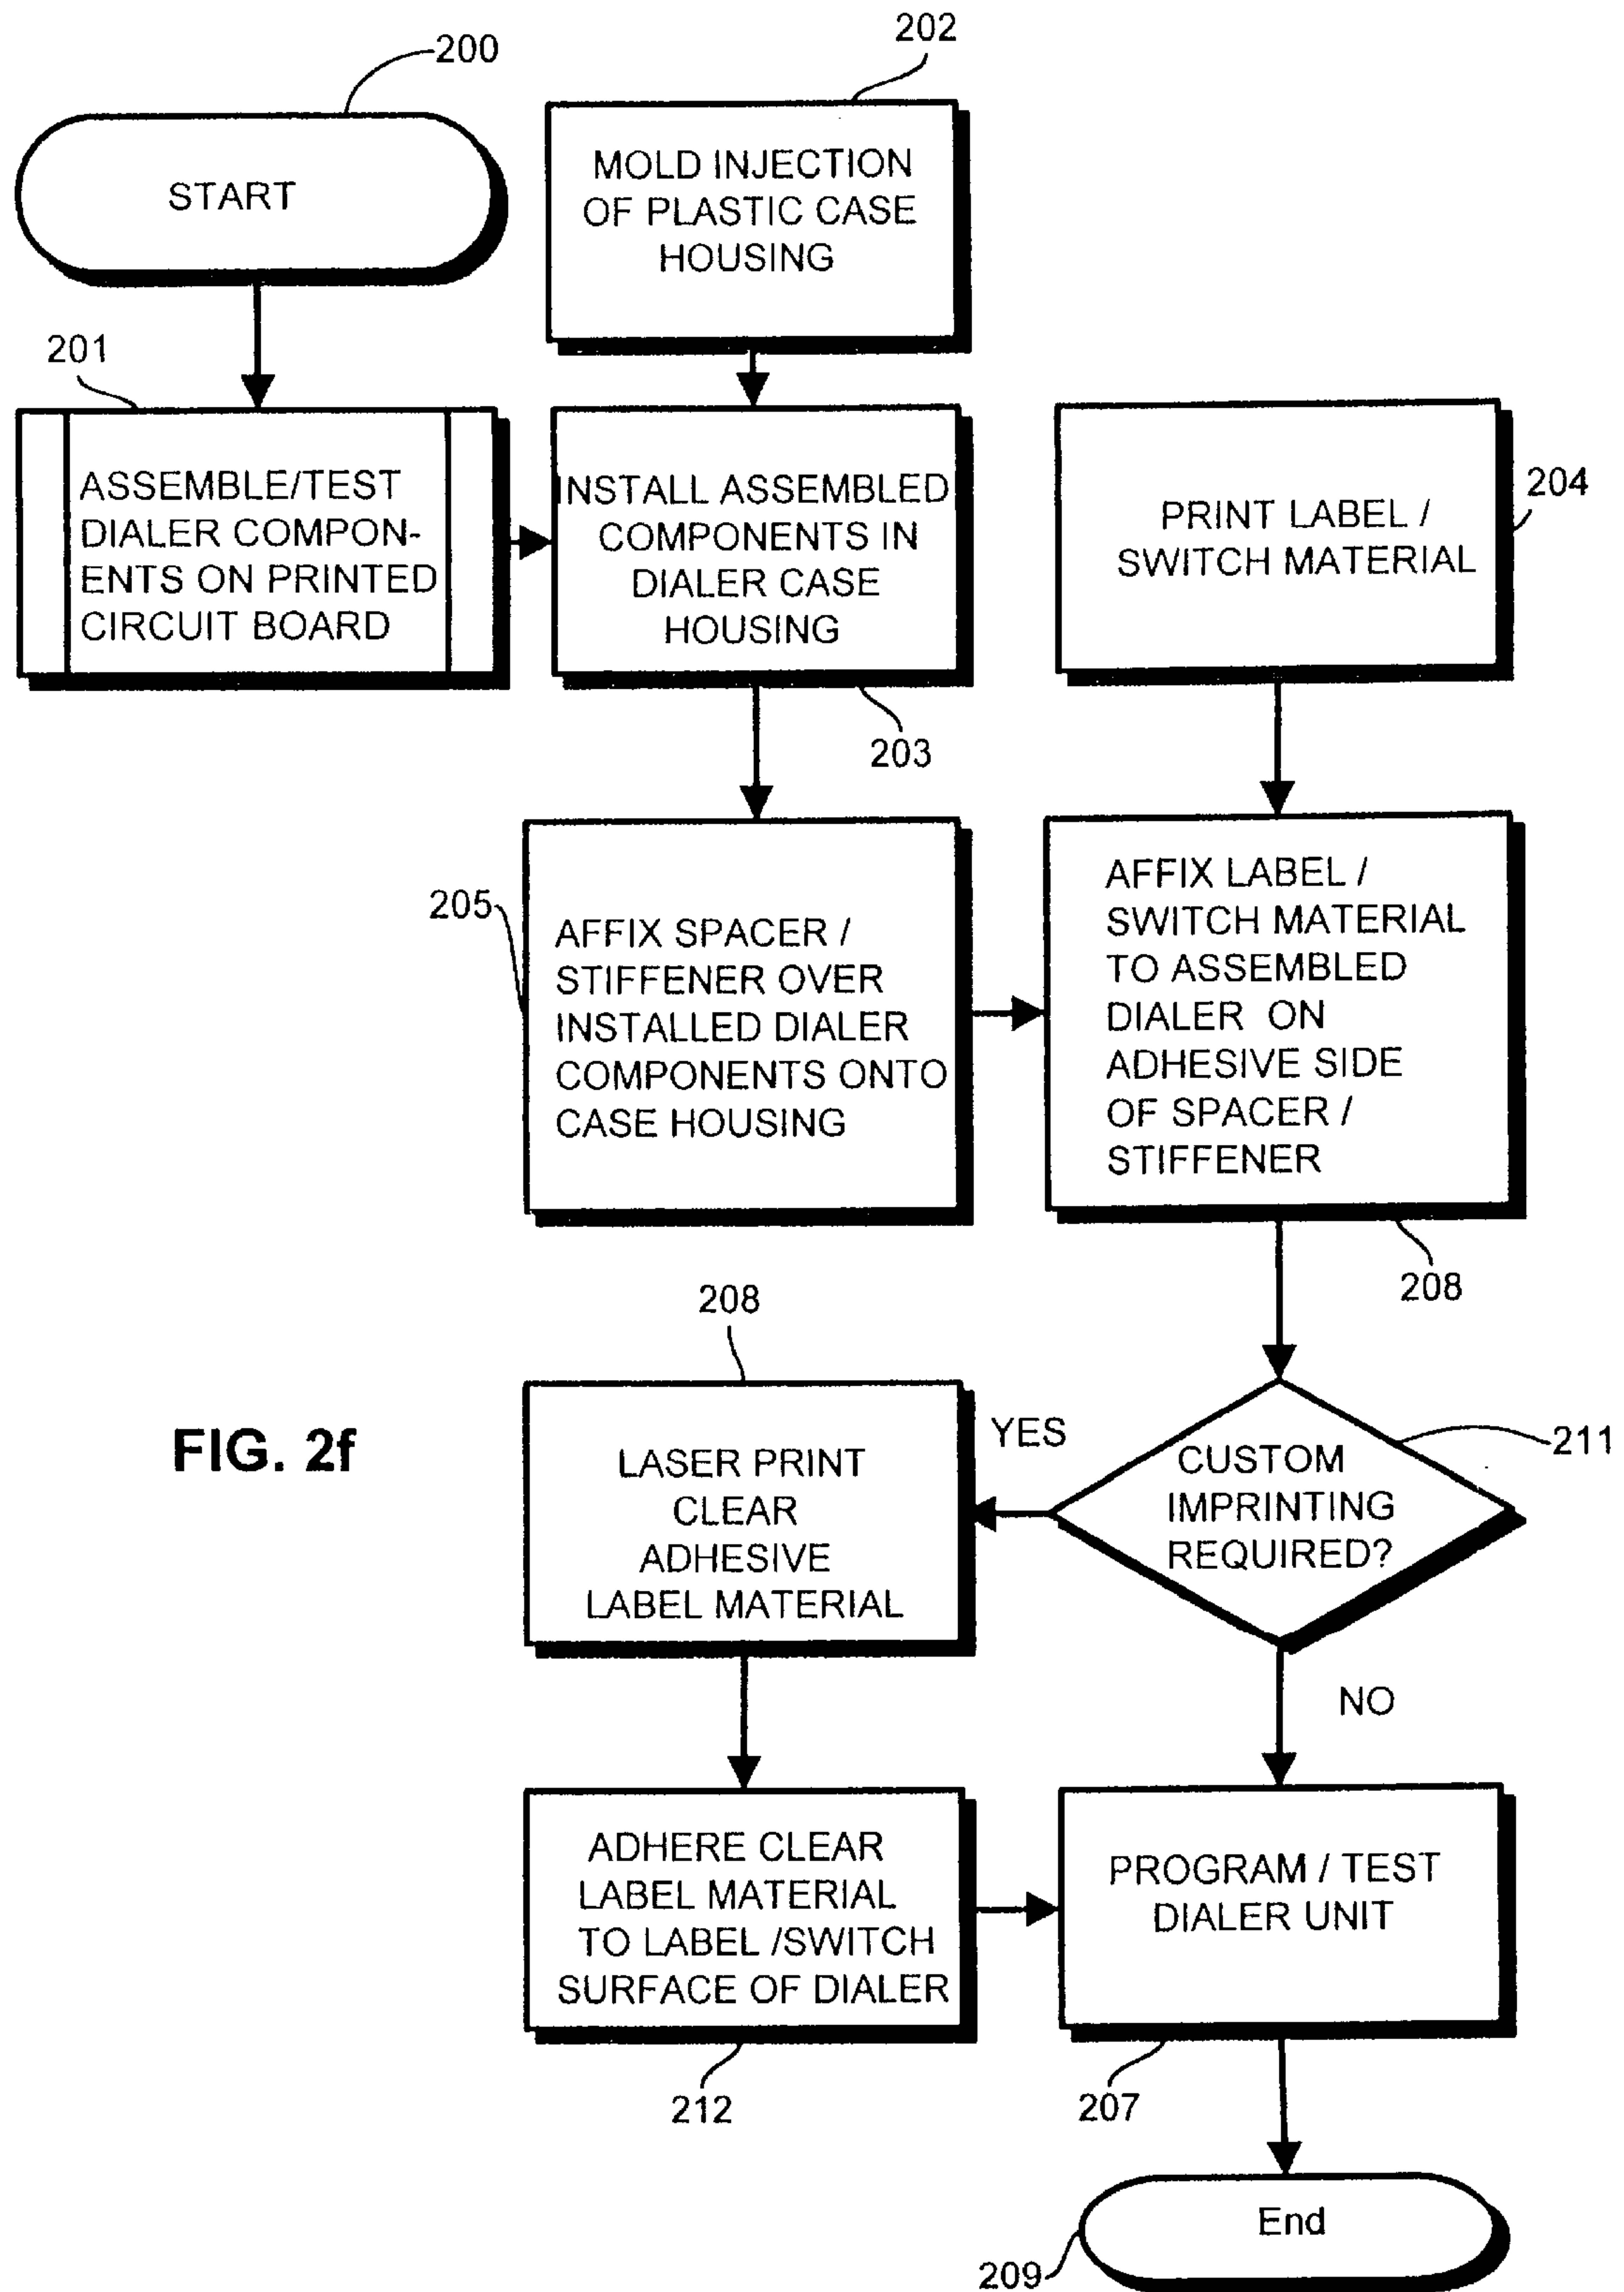 200
START
202
MOLD INJECTION
OF PLASTIC CASE
HOUSING
201
ASSEMBLE/TEST
DIALER COMPON-
ENTS ON PRINTED
CIRCUIT BOARD
INSTALL ASSEMBLED
COMPONENTS IN
DIALER CASE
HOUSING
203
PRINT LABEL /
SWITCH MATERIAL
204
205
AFFIX SPACER /
STIFFENER OVER
INSTALLED DIALER
COMPONENTS ONTO
CASE HOUSING
AFFIX LABEL /
SWITCH MATERIAL
TO ASSEMBLED
DIALER ON
ADHESIVE SIDE
OF SPACER /
STIFFENER
208
CUSTOM
IMPRINTING
REQUIRED?
211
YES
NO
208
LASER PRINT
CLEAR
ADHESIVE
LABEL MATERIAL
FIG. 2f
ADHERE CLEAR
LABEL MATERIAL
TO LABEL /SWITCH
SURFACE OF DIALER
212
PROGRAM / TEST
DIALER UNIT
207
End
209